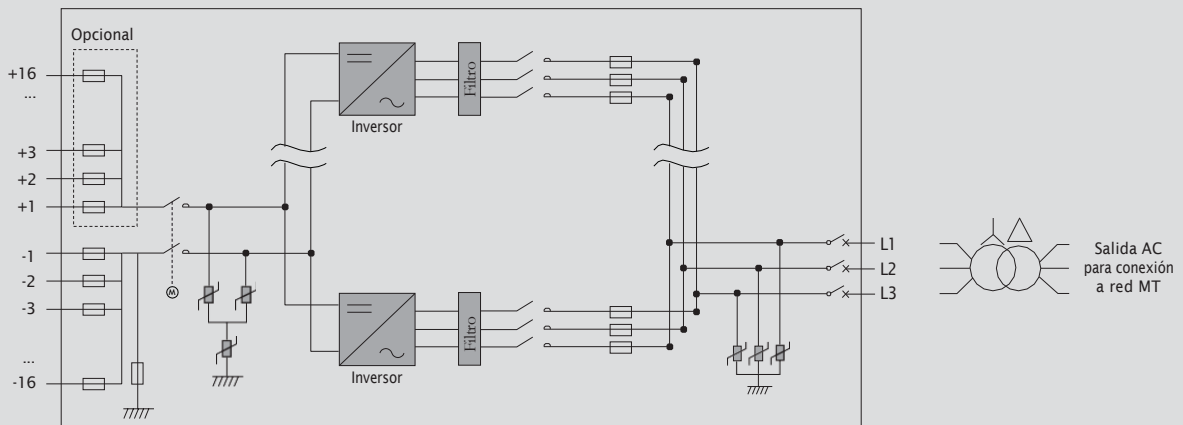 Opcional
+16
...
+3
+2
+1
-1
-2
-3
...
-16
M
Inversor
Filtro
Inversor
Filtro
L1
L2
L3
Salida AC
para conexión
a red MT